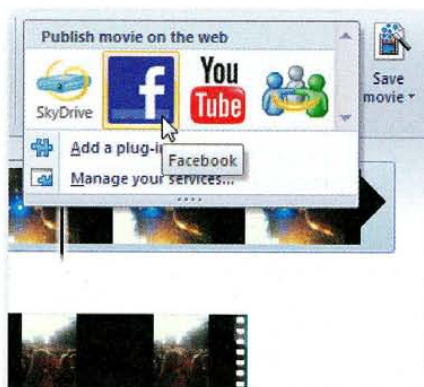 Publish movie on the web
SkyDrive
f
You
Tube
Save
movie
Add a plug-in
Facebook
Manage your services...